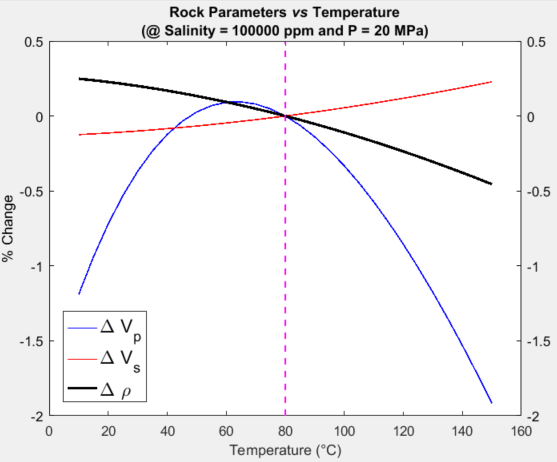 Rock Parameters vs Temperature
(@ Salinity = 100000 ppm and P = 20 MPa)
0.5
0
-0.5
-1
-1.5
-2
0.5
0
-0.5
-1
-1.5
-2
% Change
Δ Vp
Δ Vs
Δ ρ
0 20 40 60 80 100 120 140 160
Temperature (°C)